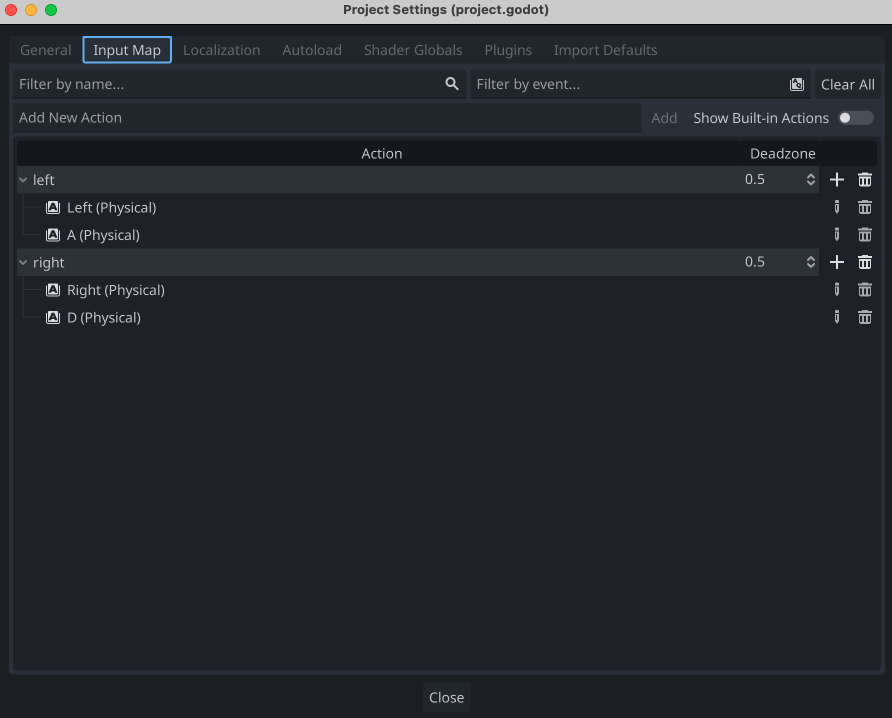 Project Settings (project.godot)
General Input Map Localization Autoload Shader Globals Plugins Import Defaults
Filter by name... Filter by event... Clear All
Add New Action Add Show Built-in Actions
Action Deadzone
left 0.5
Left (Physical)
A (Physical)
right 0.5
Right (Physical)
D (Physical)
Close